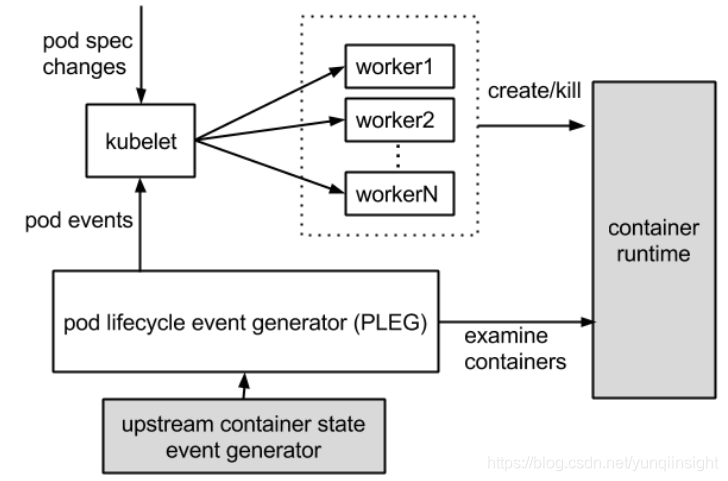 pod spec
changes
worker1
create/kill
worker2
kubelet
workerN
pod events
container
runtime
pod lifecycle event generator (PLEG)
examine
containers
upstream container state
event generator
https://blog.csdn.net/yunqiinsight